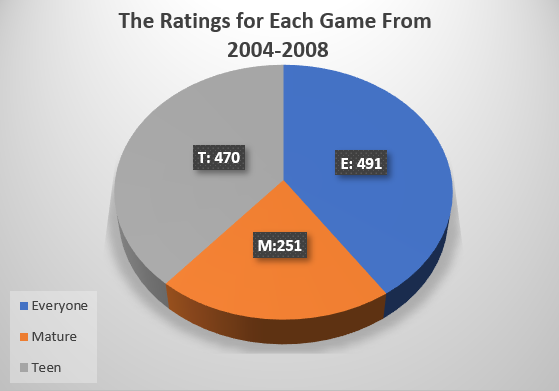 The Ratings for Each Game From
2004-2008
T: 470
E: 491
M:251
Everyone
Mature
Teen